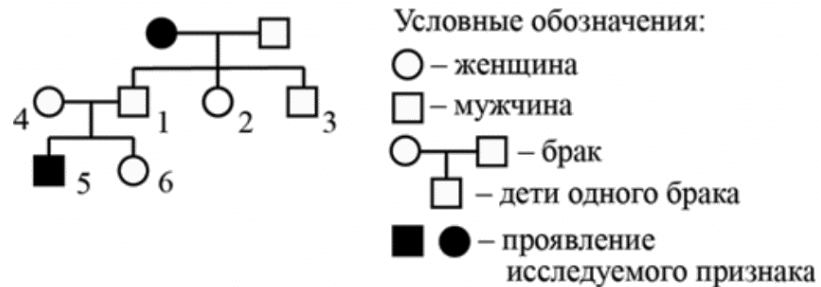 Условные обозначения:
– женщина
– мужчина
– брак
– дети одного брака
– проявление
исследуемого признака
4
1
2
3
5
6